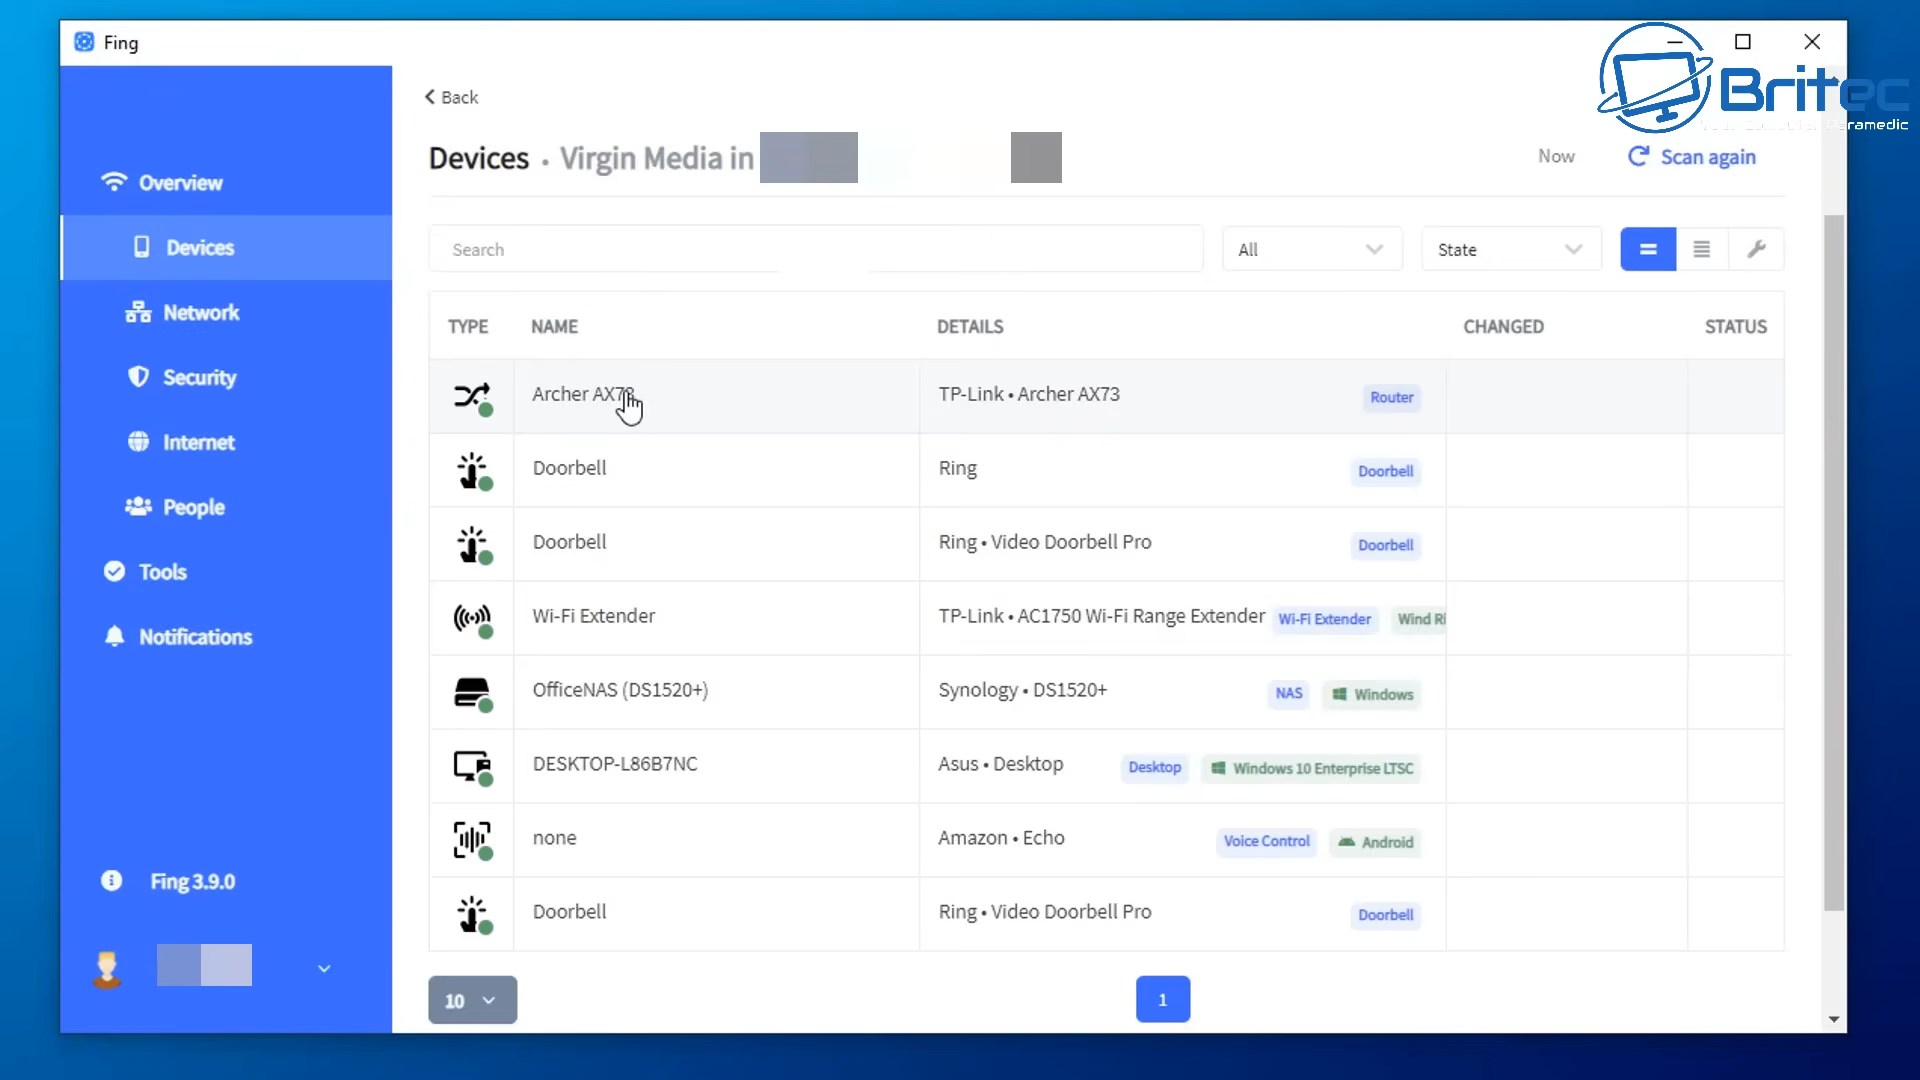 Fing
Britec
Back
Devices • Virgin Media in
Now
Scan again
Overview
Devices
Network
Security
Internet
People
Tools
Notifications
Fing 3.9.0
Search
All
State
TYPE NAME DETAILS CHANGED STATUS
Archer AX73 TP-Link • Archer AX73 Router
Doorbell Ring Doorbell
Doorbell Ring • Video Doorbell Pro Doorbell
Wi-Fi Extender TP-Link • AC1750 Wi-Fi Range Extender Wi-Fi Extender Wind Ri
OfficeNAS (DS1520+) Synology • DS1520+ NAS Windows
DESKTOP-L86B7NC Asus • Desktop Desktop Windows 10 Enterprise LTSC
none Amazon • Echo Voice Control Android
Doorbell Ring • Video Doorbell Pro Doorbell
10
1